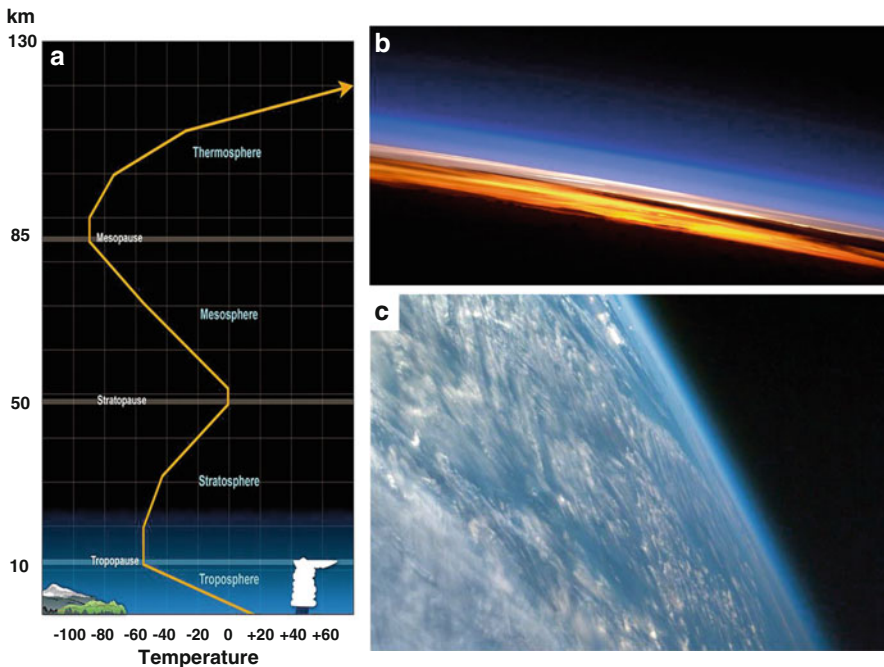 km
130
a
Thermosphere
85
Mesopause
Mesosphere
50
Stratopause
Stratosphere
10
Tropopause
Troposphere
-100 -80 -60 -40 -20 0 +20 +40 +60
Temperature
b
c